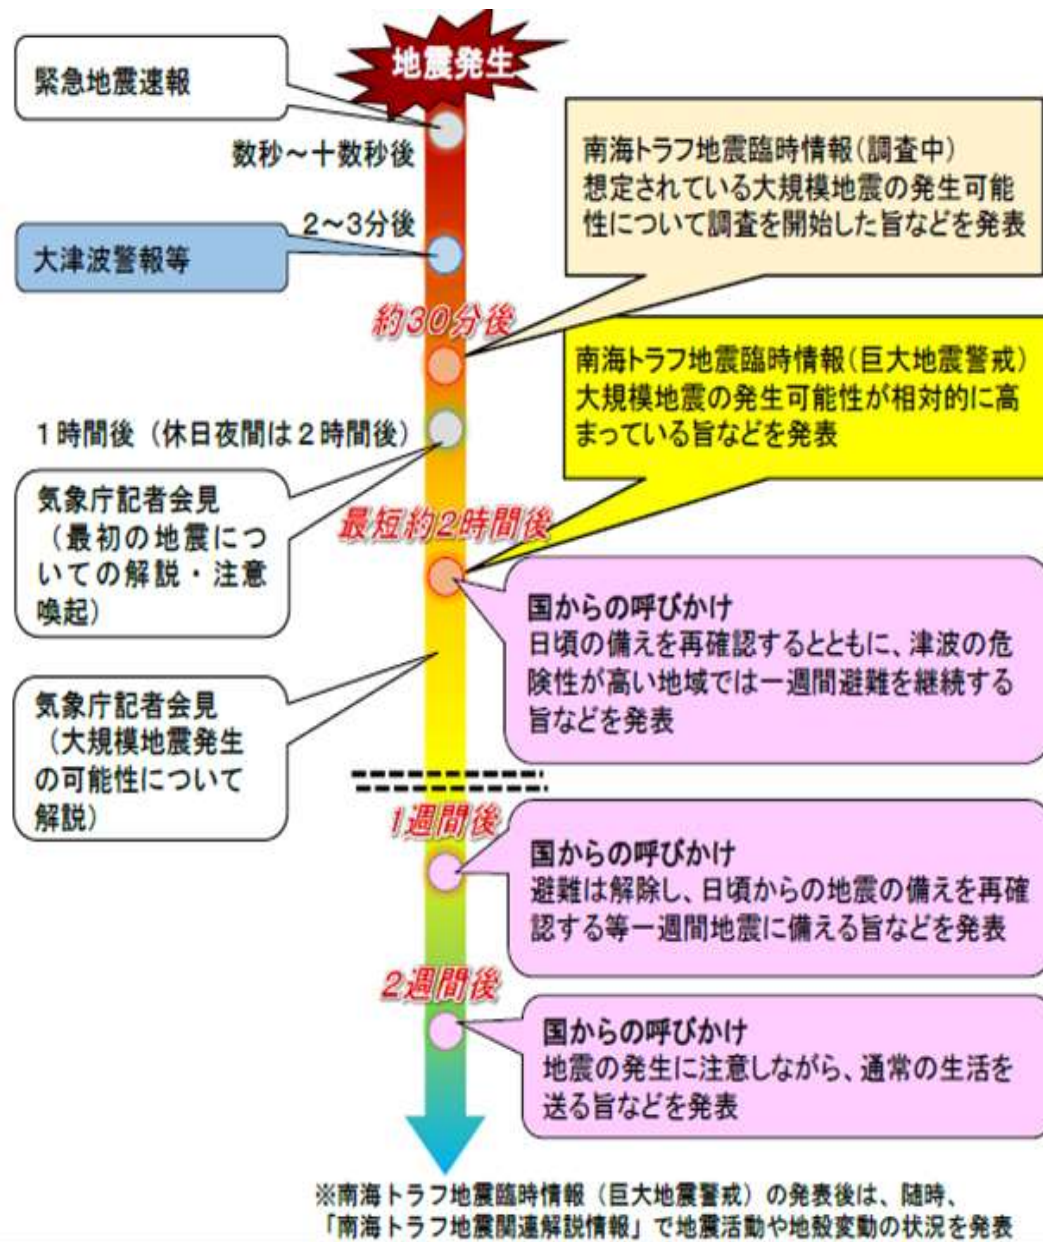 地震発生
緊急地震速報
数秒～十数秒後
南海トラフ地震臨時情報(調査中)
想定されている大規模地震の発生可能
性について調査を開始した旨などを発表
2～3分後
大津波警報等
約30分後
南海トラフ地震臨時情報(巨大地震警戒)
大規模地震の発生可能性が相対的に高
まっている旨などを発表
1時間後（休日夜間は2時間後）
気象庁記者会見
（最初の地震につ
いての解説・注意
喚起）
最短約2時間後
国からの呼びかけ
日頃の備えを再確認するとともに、津波の危
険性が高い地域では一週間避難を継続する
旨などを発表
気象庁記者会見
（大規模地震発生
の可能性について
解説）
1週間後
国からの呼びかけ
避難は解除し、日頃からの地震の備えを再確
認する等一週間地震に備える旨などを発表
2週間後
国からの呼びかけ
地震の発生に注意しながら、通常の生活を
送る旨などを発表
※南海トラフ地震臨時情報（巨大地震警戒）の発表後は、随時、
「南海トラフ地震関連解説情報」で地震活動や地殻変動の状況を発表